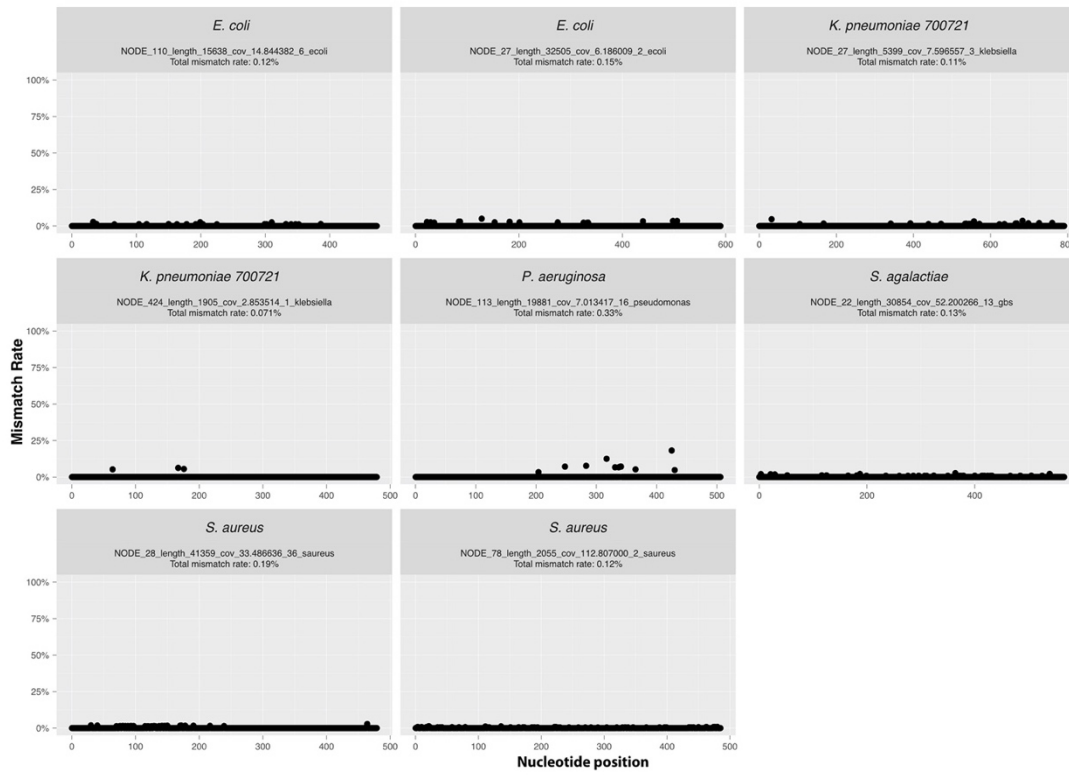 E. coli
NODE_110_length_15638_cov_14.844382_6_ecoli
Total mismatch rate: 0.12%
E. coli
NODE_27_length_32505_cov_6.186009_2_ecoli
Total mismatch rate: 0.15%
K. pneumoniae 700721
NODE_27_length_5399_cov_7.596557_3_klebsiella
Total mismatch rate: 0.11%
100%
75%
50%
25%
0%
0 100 200 300 400
0 200 400 600
0 200 400 600 80
K. pneumoniae 700721
NODE_424_length_1905_cov_2.853514_1_klebsiella
Total mismatch rate: 0.071%
P. aeruginosa
NODE_113_length_19881_cov_7.013417_16_pseudomonas
Total mismatch rate: 0.33%
S. agalactiae
NODE_22_length_30854_cov_52.200266_13_gbs
Total mismatch rate: 0.13%
Mismatch Rate
100%
75%
50%
25%
0%
0 100 200 300 400 500
0 100 200 300 400 500
0 200 400
S. aureus
NODE_28_length_41359_cov_33.486636_36_saureus
Total mismatch rate: 0.19%
S. aureus
NODE_78_length_2055_cov_112.807000_2_saureus
Total mismatch rate: 0.12%
100%
75%
50%
25%
0%
0 100 200 300 400 500
0 100 200 300 400 500
Nucleotide position